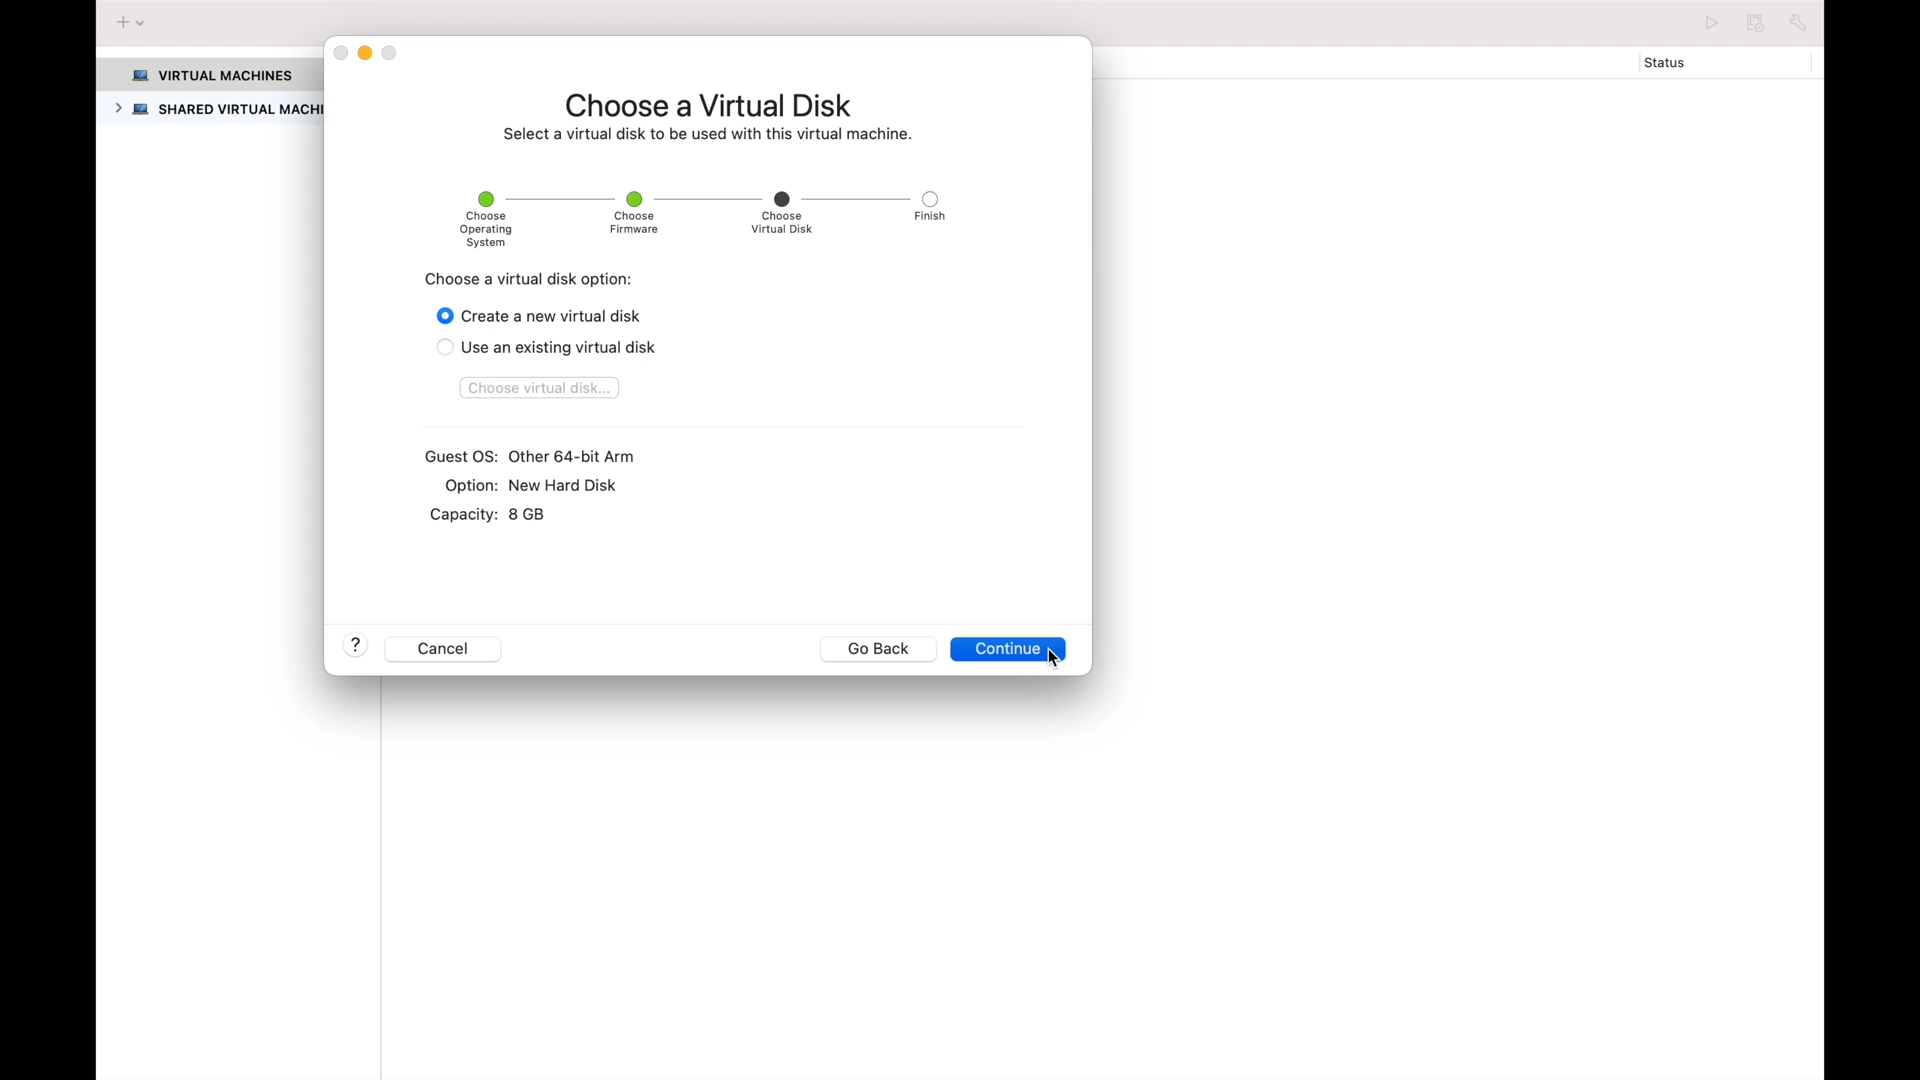 VIRTUAL MACHINES
SHARED VIRTUAL MACHI
Status
Choose a Virtual Disk
Select a virtual disk to be used with this virtual machine.
Choose
Operating
System
Choose
Firmware
Choose
Virtual Disk
Finish
Choose a virtual disk option:
Create a new virtual disk
Use an existing virtual disk
Choose virtual disk...
Guest OS: Other 64-bit Arm
Option: New Hard Disk
Capacity: 8 GB
?
Cancel
Go Back
Continue